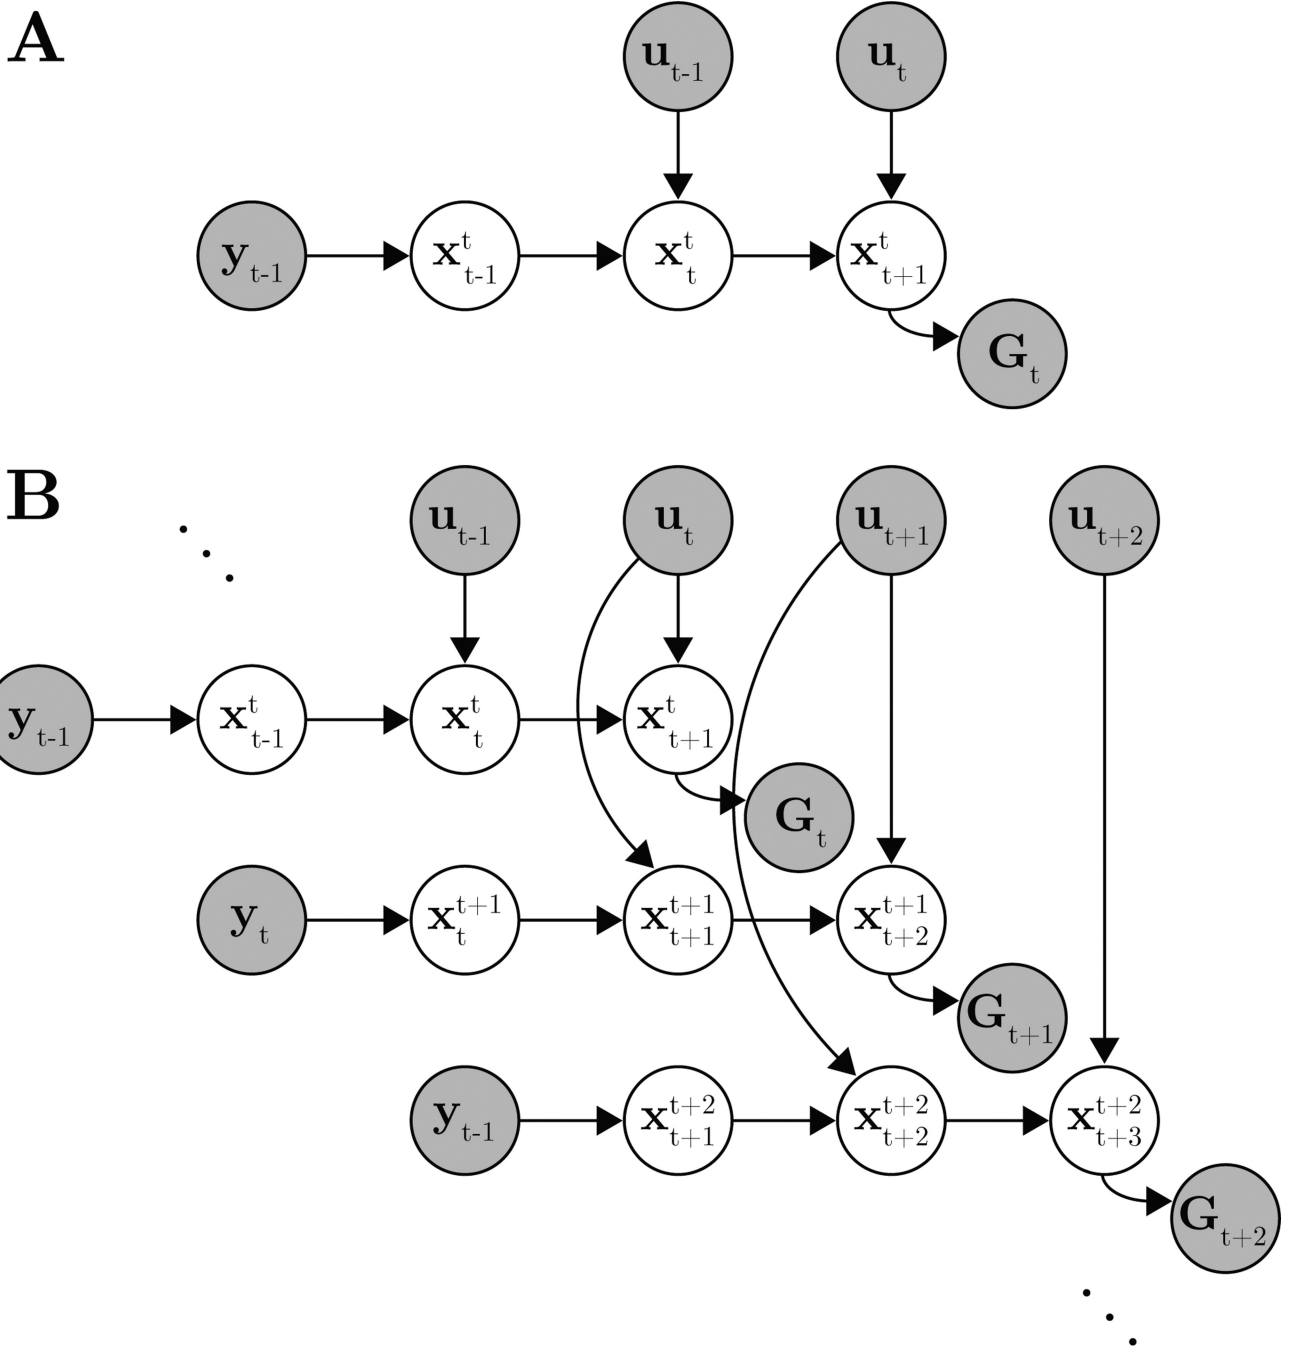 A
u_{t-1} u_t
y_{t-1} x^t_{t-1} x^t_t x^t_{t+1}
G_t
B
u_{t-1} u_t u_{t+1} u_{t+2}
y_{t-1} x^t_{t-1} x^t_t x^t_{t+1}
G_t
y_t x^{t+1}_t x^{t+1}_{t+1} x^{t+1}_{t+2}
G_{t+1}
y_{t-1} x^{t+2}_{t+1} x^{t+2}_{t+2} x^{t+2}_{t+3}
G_{t+2}